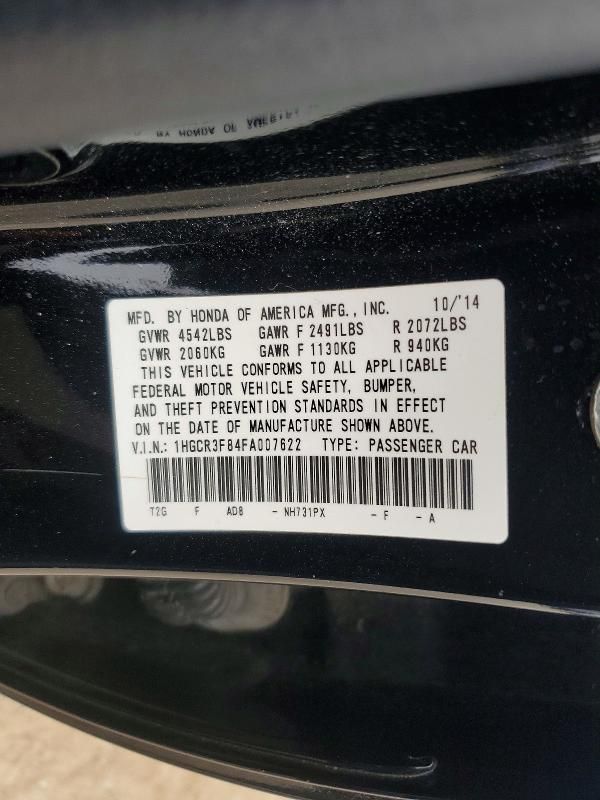 MFD. BY HONDA OF AMERICA MFG., INC. 10/'14
GVWR 4542LBS GAWR F 2491LBS R 2072LBS
GVWR 2060KG GAWR F 1130KG R 940KG
THIS VEHICLE CONFORMS TO ALL APPLICABLE
FEDERAL MOTOR VEHICLE SAFETY, BUMPER,
AND THEFT PREVENTION STANDARDS IN EFFECT
ON THE DATE OF MANUFACTURE SHOWN ABOVE.
V.I.N.: 1HGCR3F84FA007622 TYPE: PASSENGER CAR
T2G F AD8 - NH731PX - F - A